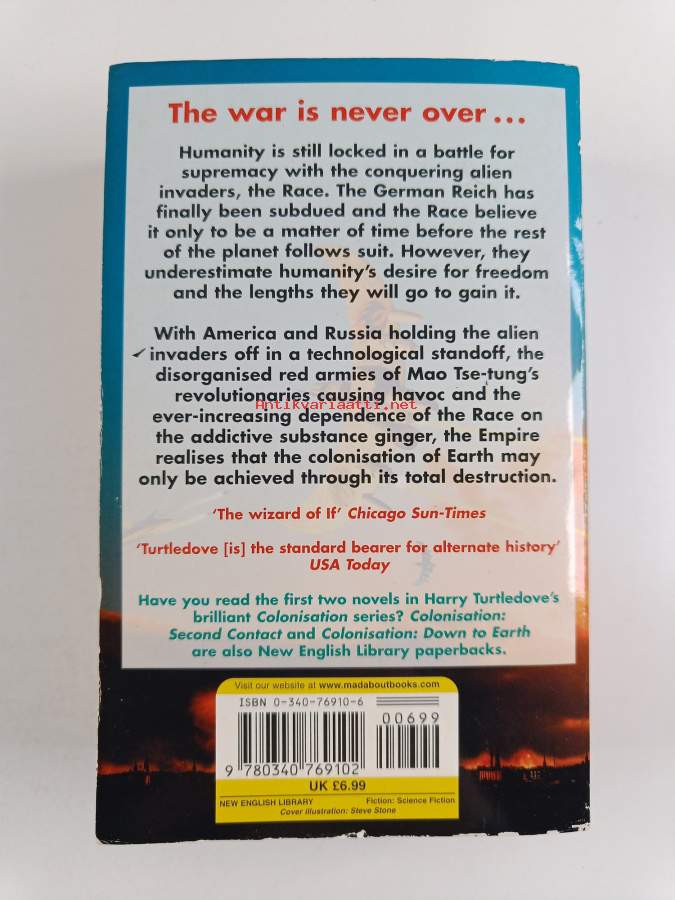 The war is never over...
Humanity is still locked in a battle for
supremacy with the conquering alien
invaders, the Race. The German Reich has
finally been subdued and the Race believe
it only to be a matter of time before the rest
of the planet follows suit. However, they
underestimate humanity's desire for freedom
and the lengths they will go to gain it.
With America and Russia holding the alien
invaders off in a technological standoff, the
disorganised red armies of Mao Tse-tung's
revolutionaries causing havoc and the
Antikvariaatti.net
ever-increasing dependence of the Race on
the addictive substance ginger, the Empire
realises that the colonisation of Earth may
only be achieved through its total destruction.
'The wizard of If' Chicago Sun-Times
'Turtledove [is] the standard bearer for alternate history'
USA Today
Have you read the first two novels in Harry Turtledove's
brilliant Colonisation series? Colonisation:
Second Contact and Colonisation: Down to Earth
are also New English Library paperbacks.
Visit our website at www.madaboutbooks.com
ISBN 0-340-76910-6
00699
9 780340 769102
UK £6.99
NEW ENGLISH LIBRARY Fiction: Science Fiction
Cover illustration: Steve Stone